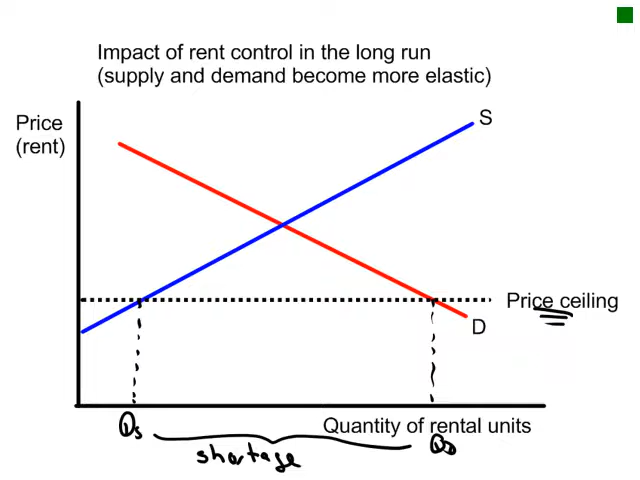 Impact of rent control in the long run
(supply and demand become more elastic)
Price
(rent)
S
Price ceiling
D
Qs
Quantity of rental units
QD
shortage